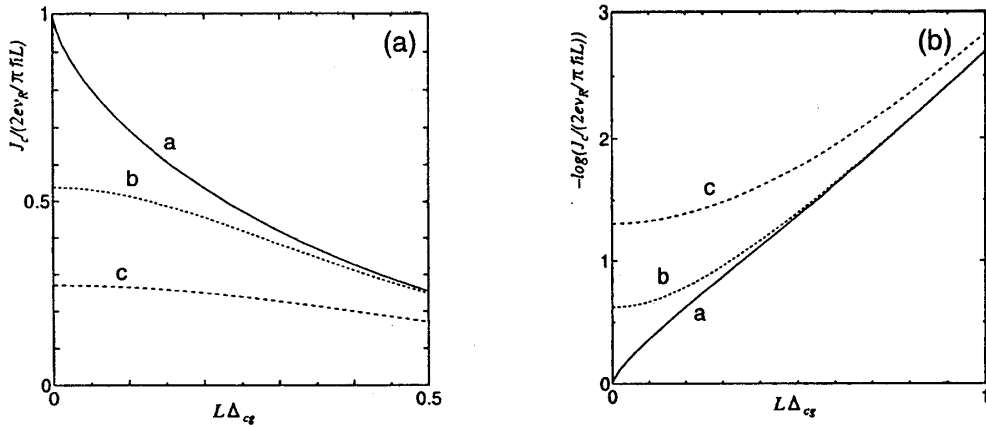 (a)
J_c/(2ev_R/πħL)
1
0.5
0
a
b
c
0
0.5
LΔ_cg
(b)
-log(J_c/(2ev_R/πħL))
3
2
1
0
c
b
a
0
1
LΔ_cg